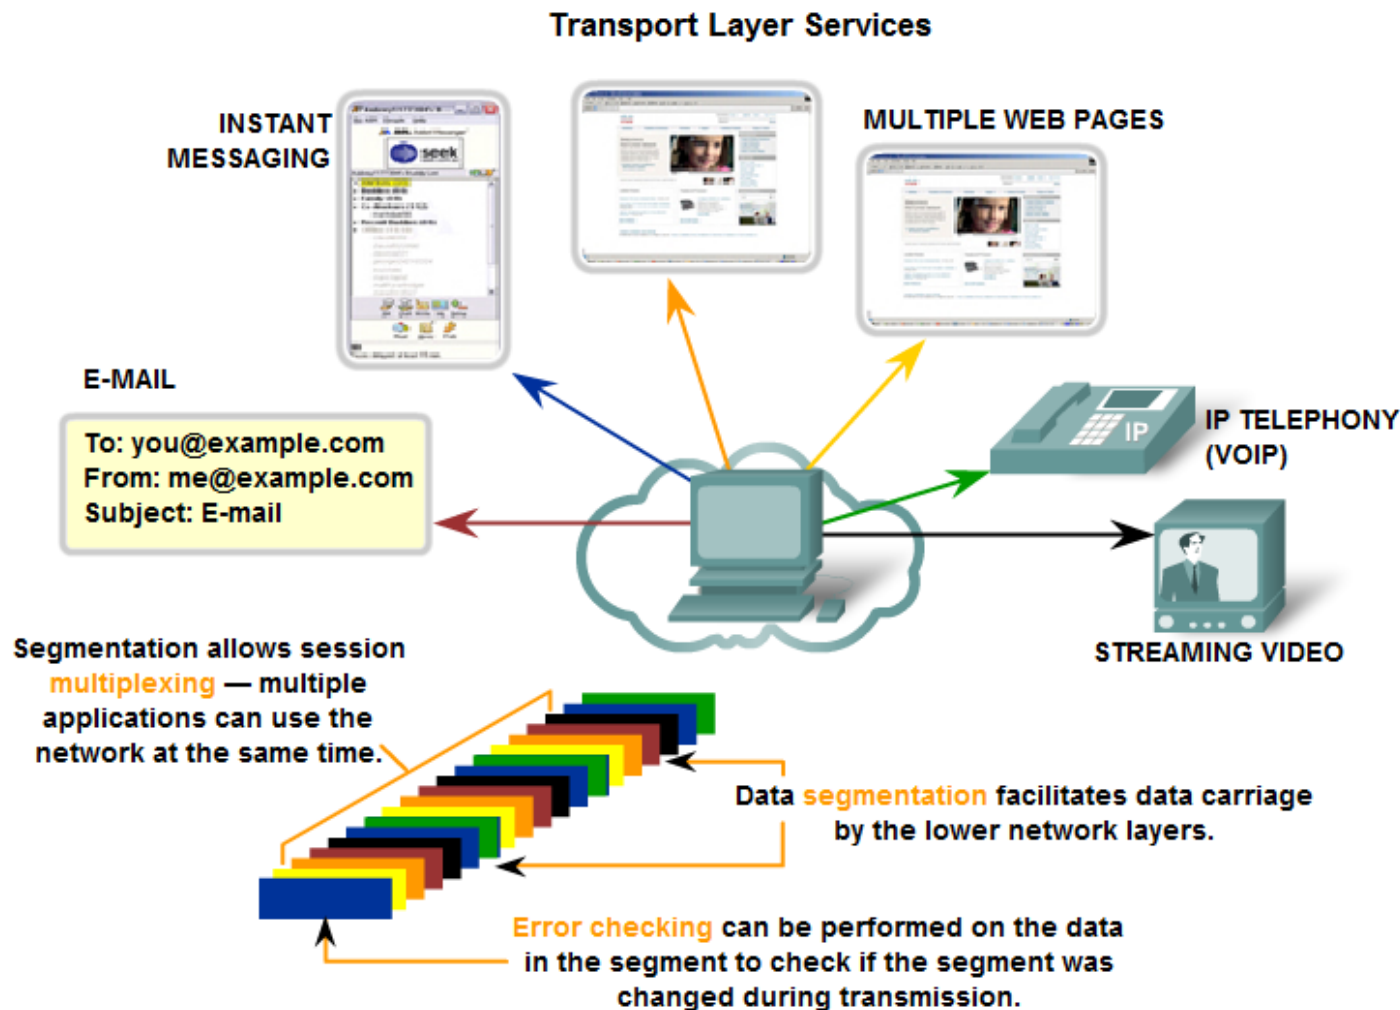 Transport Layer Services
INSTANT
MESSAGING
seek
MULTIPLE WEB PAGES
E-MAIL
To: you@example.com
From: me@example.com
Subject: E-mail
IP
IP TELEPHONY
(VOIP)
STREAMING VIDEO
Segmentation allows session
multiplexing — multiple
applications can use the
network at the same time.
Data segmentation facilitates data carriage
by the lower network layers.
Error checking can be performed on the data
in the segment to check if the segment was
changed during transmission.